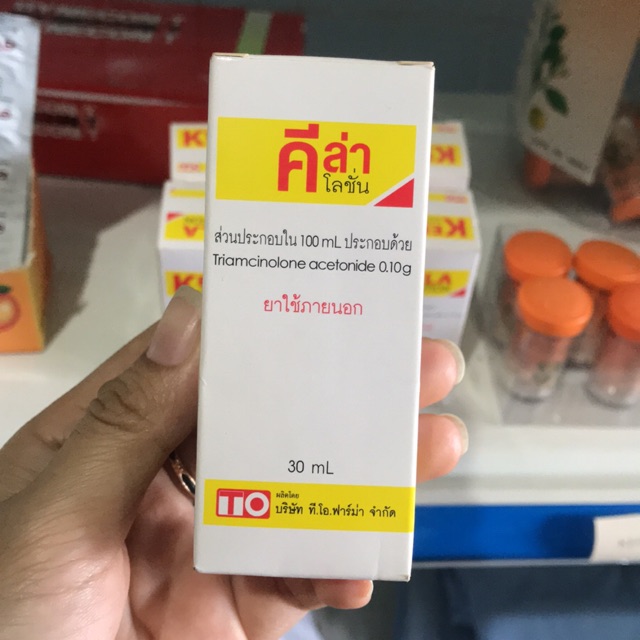 คีล่า
โลชั่น
ส่วนประกอบใน 100 mL ประกอบด้วย
Triamcinolone acetonide 0.10g
ยาใช้ภายนอก
30 mL
TO
ผลิตโดย
บริษัท ที.โอ.ฟาร์ม่า จำกัด